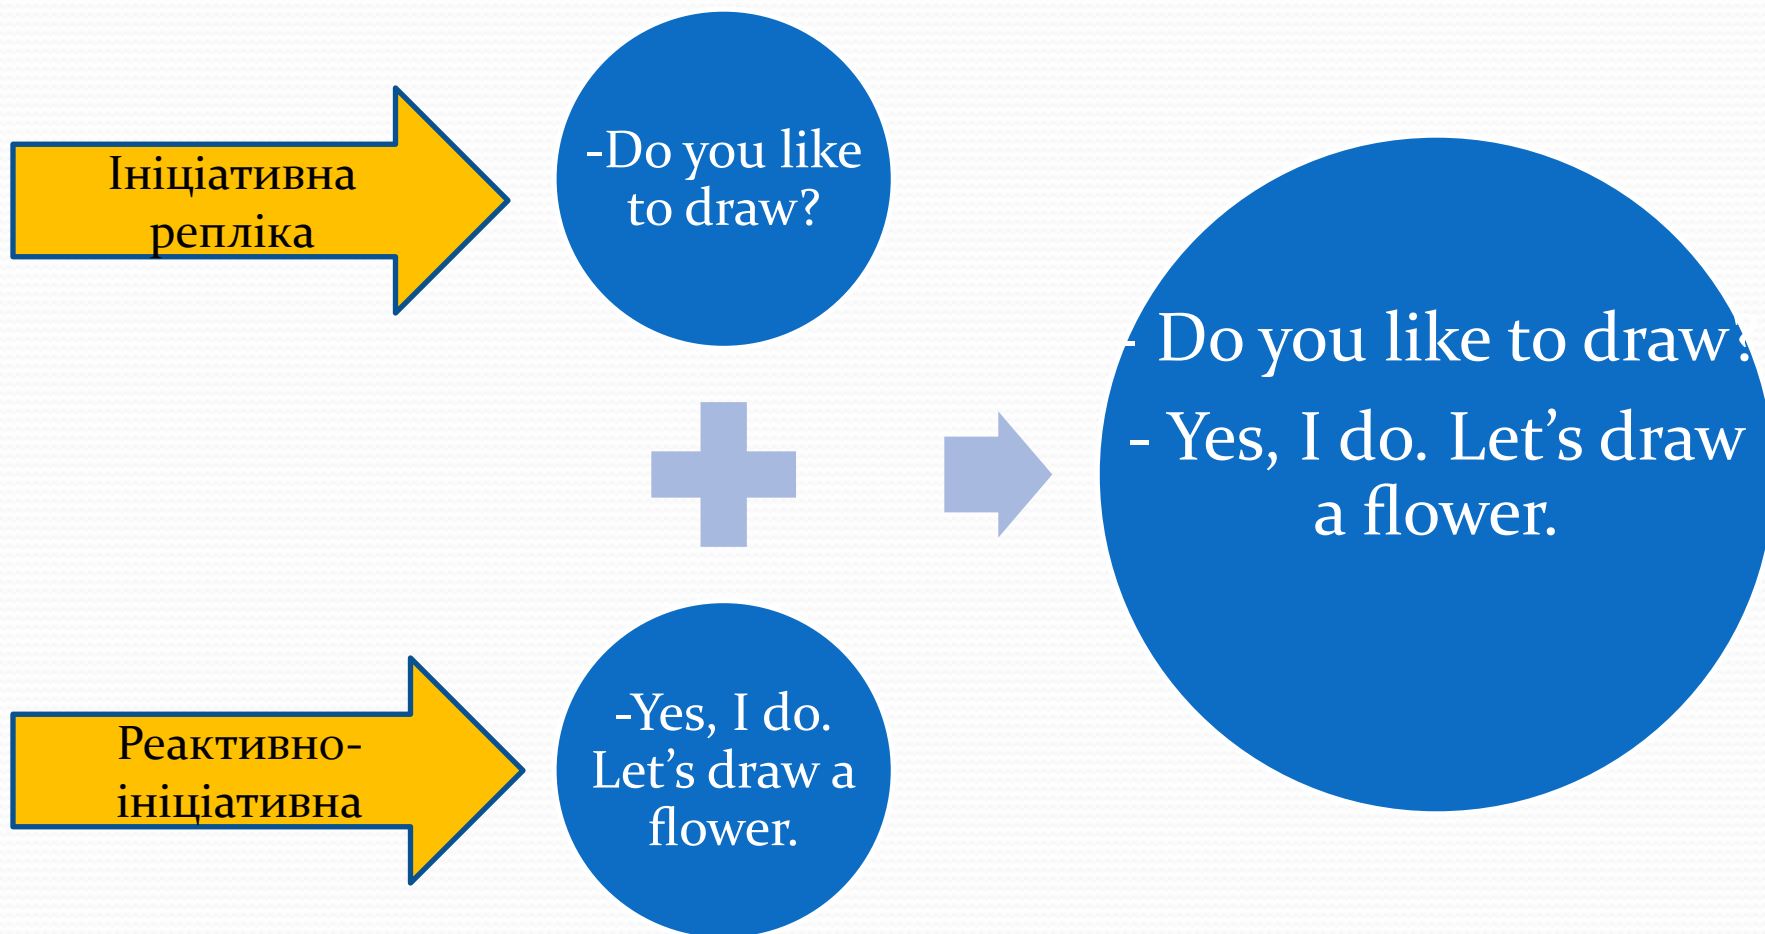 Ініціативна
репліка
-Do you like
to draw?
Реактивно-
ініціативна
-Yes, I do.
Let’s draw a
flower.
- Do you like to draw?
- Yes, I do. Let’s draw
a flower.